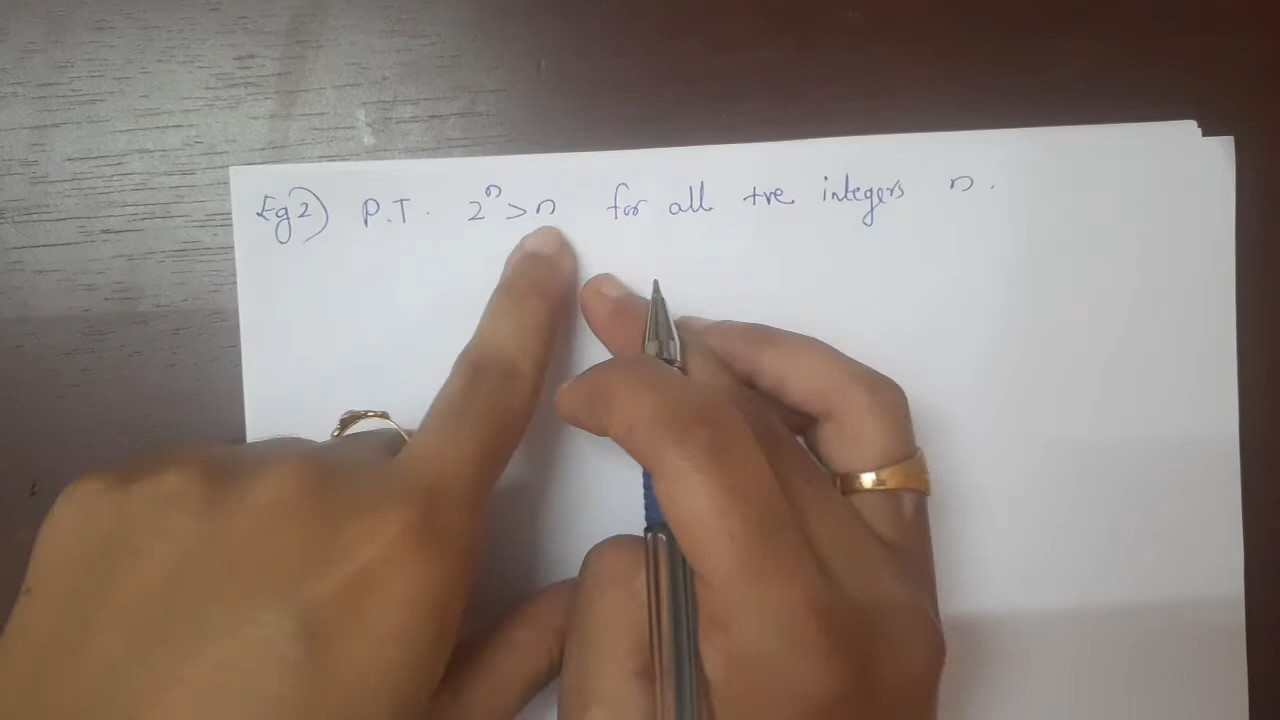 Eg 2) P.T. 2ⁿ > n for all +ve integers n.